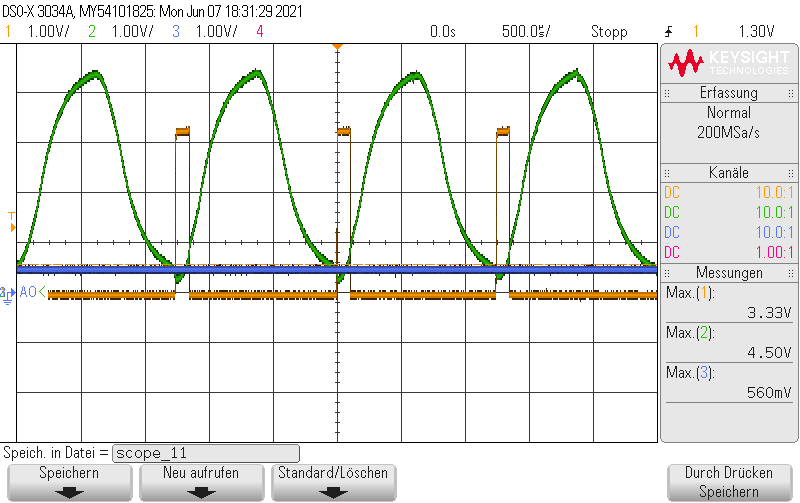 DSO-X 3034A, MY54101825: Mon Jun 07 18:31:29 2021
1 1.00V/ 2 1.00V/ 3 1.00V/ 4 0.0s 500.0s/ Stopp 1 1.30V
KEYSIGHT
TECHNOLOGIES
Erfassung
Normal
200MSa/s
Kanäle
DC 10.0:1
DC 10.0:1
DC 10.0:1
DC 1.00:1
Messungen
Max.(1):
3.33V
Max.(2):
4.50V
Max.(3):
560mV
T
AO
Speich. in Datei = scope_11
Speichern
Neu aufrufen
Standard/Löschen
Durch Drücken
Speichern